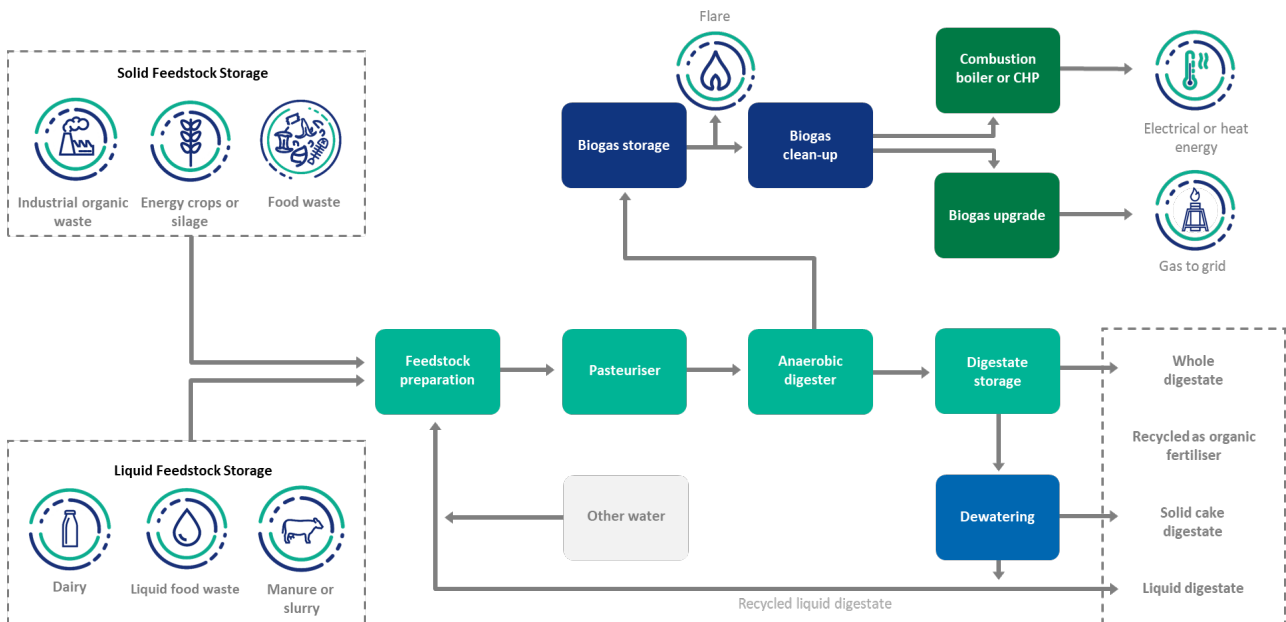 Flare
Solid Feedstock Storage
Industrial organic
waste
Energy crops or
silage
Food waste
Biogas storage
Biogas
clean-up
Combustion
boiler or CHP
Electrical or heat
energy
Biogas upgrade
Gas to grid
Feedstock
preparation
Pasteuriser
Anaerobic
digester
Digestate
storage
Whole
digestate
Recycled as organic
fertiliser
Liquid Feedstock Storage
Dairy
Liquid food waste
Manure or
slurry
Other water
Dewatering
Solid cake
digestate
Liquid digestate
Recycled liquid digestate